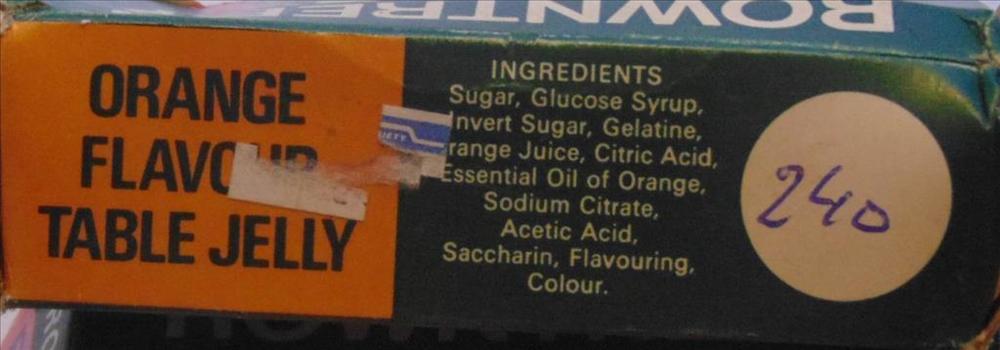 ROWNTREE
ORANGE
FLAVOUR
TABLE JELLY
INGREDIENTS
Sugar, Glucose Syrup,
Invert Sugar, Gelatine,
range Juice, Citric Acid,
Essential Oil of Orange,
Sodium Citrate,
Acetic Acid,
Saccharin, Flavouring,
Colour.
240